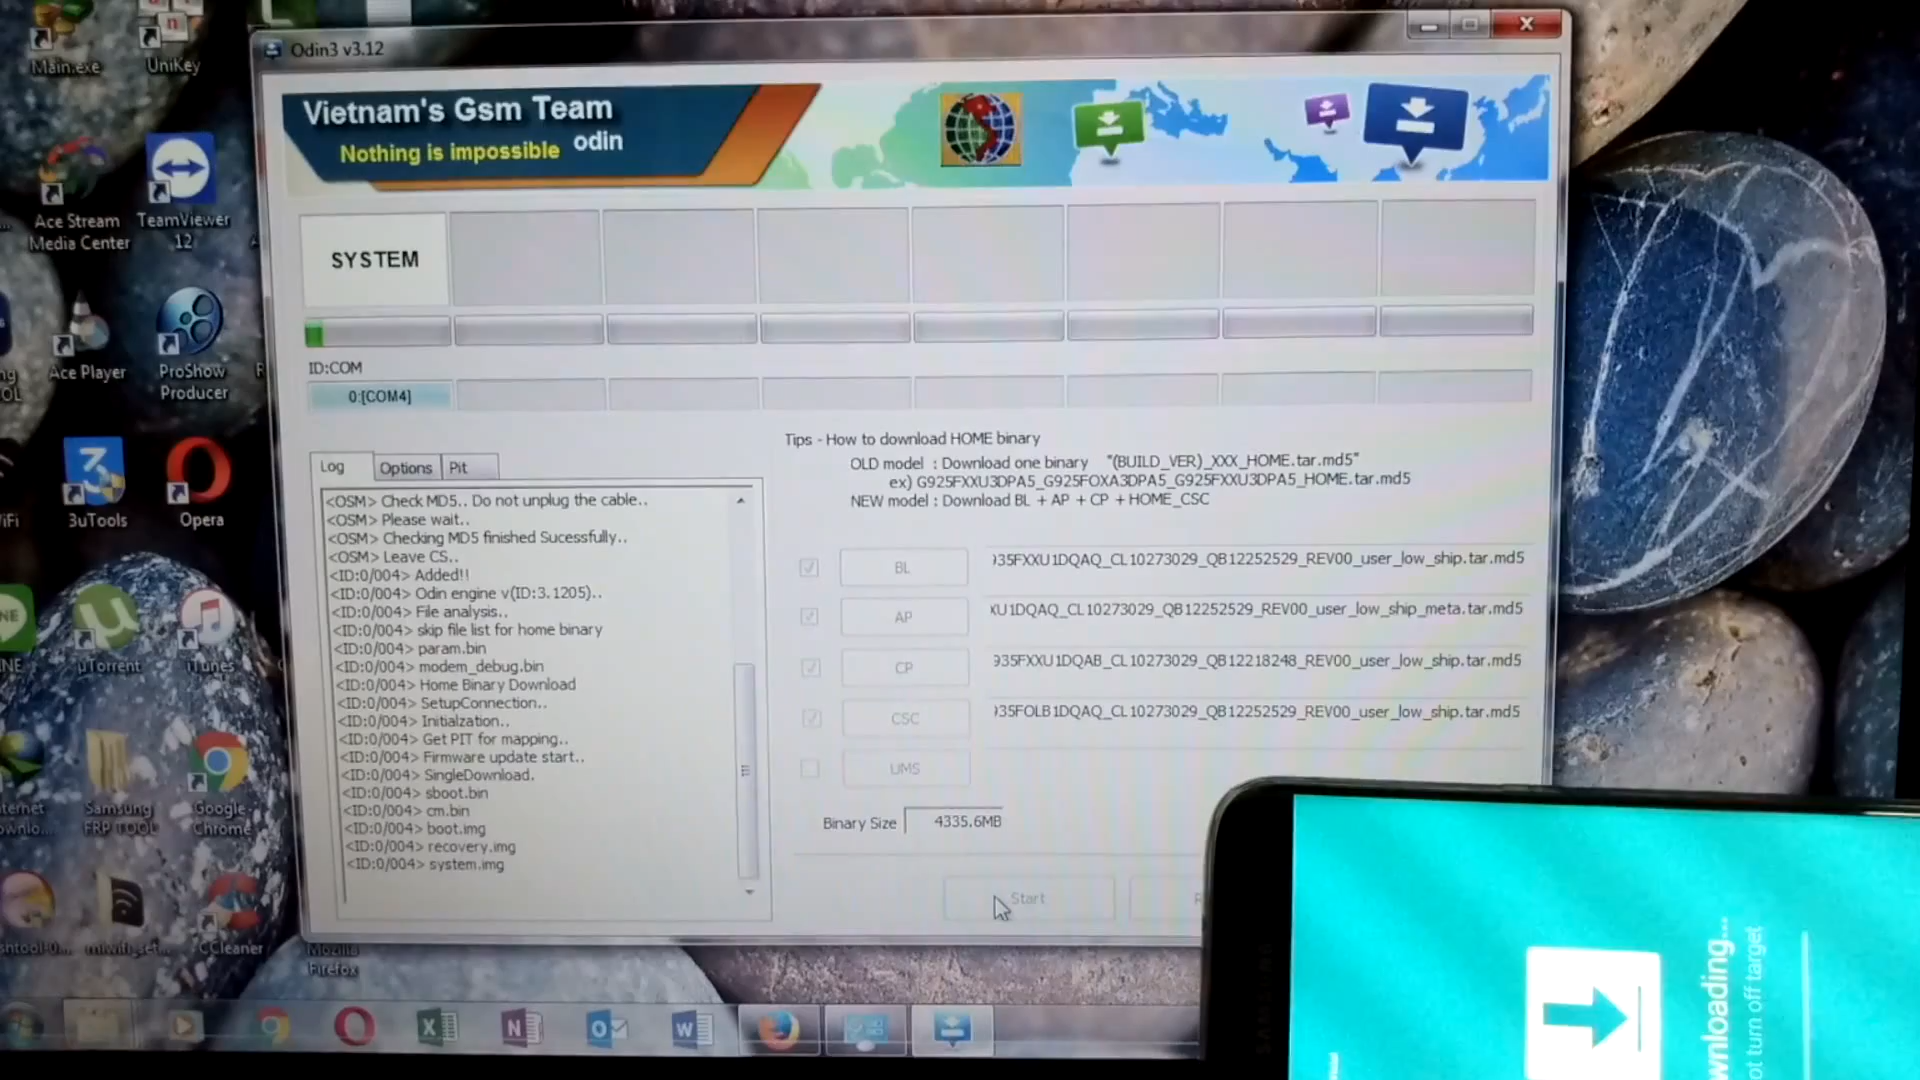 Main.exe
UniKey
Ace Stream
Media Center
TeamViewer
12
Ace Player
ProShow
Producer
3uTools
Opera
µTorrent
iTunes
Samsung
FRP TOOL
Google
Chrome
CCleaner
Mozilla
Firefox
Odin3 v3.12
Vietnam's Gsm Team
Nothing is impossible odin
SYSTEM
ID:COM
0:[COM4]
Log
Options
Pit
<OSM> Check MD5.. Do not unplug the cable..
<OSM> Please wait..
<OSM> Checking MD5 finished Sucessfully..
<OSM> Leave CS..
<ID:0/004> Added!!
<ID:0/004> Odin engine v(ID:3.1205)..
<ID:0/004> File analysis..
<ID:0/004> skip file list for home binary
<ID:0/004> param.bin
<ID:0/004> modem_debug.bin
<ID:0/004> Home Binary Download
<ID:0/004> SetupConnection..
<ID:0/004> Initialzation..
<ID:0/004> Get PIT for mapping..
<ID:0/004> Firmware update start..
<ID:0/004> SingleDownload.
<ID:0/004> sboot.bin
<ID:0/004> cm.bin
<ID:0/004> boot.img
<ID:0/004> recovery.img
<ID:0/004> system.img
Tips - How to download HOME binary
OLD model : Download one binary "(BUILD_VER)_XXX_HOME.tar.md5"
ex) G925FXXU3DPA5_G925FOXA3DPA5_G925FXXU3DPA5_HOME.tar.md5
NEW model : Download BL + AP + CP + HOME_CSC
BL
935FXXU1DQAQ_CL10273029_QB12252529_REV00_user_low_ship.tar.md5
AP
XU1DQAQ_CL10273029_QB12252529_REV00_user_low_ship_meta.tar.md5
CP
935FXXU1DQAB_CL10273029_QB12218248_REV00_user_low_ship.tar.md5
CSC
935FOLB1DQAQ_CL10273029_QB12252529_REV00_user_low_ship.tar.md5
UMS
Binary Size
4335.6MB
Start
SAMSUNG
wnloading...
ot turn off target